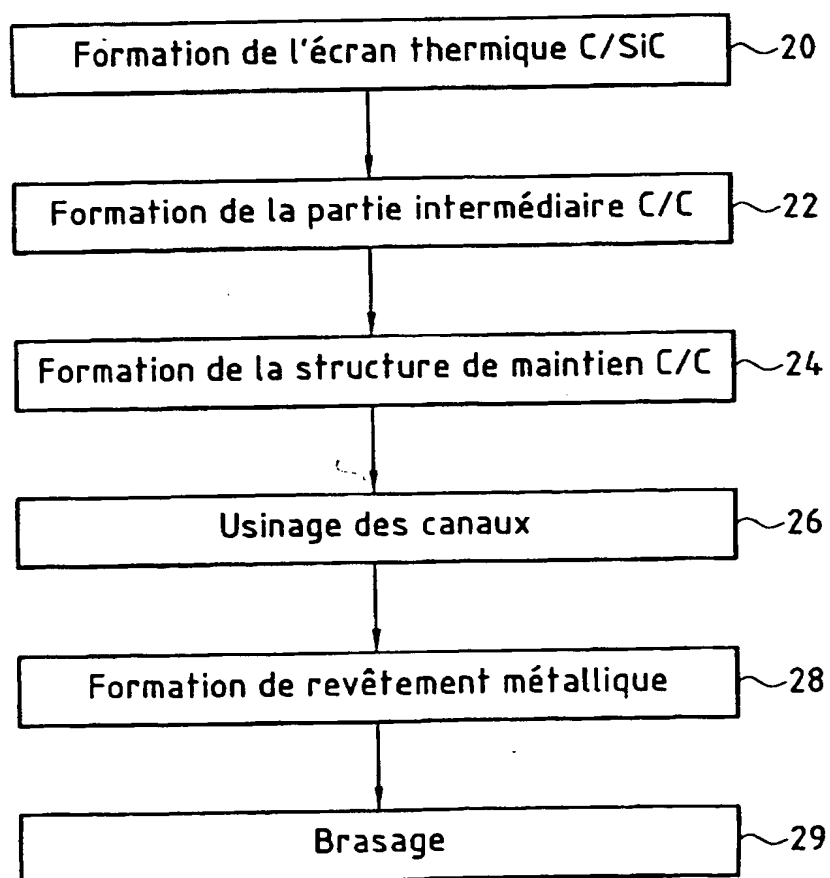 Formation de l'écran thermique C/SiC 20
Formation de la partie intermédiaire C/C 22
Formation de la structure de maintien C/C 24
Usinage des canaux 26
Formation de revêtement métallique 28
Brasage 29